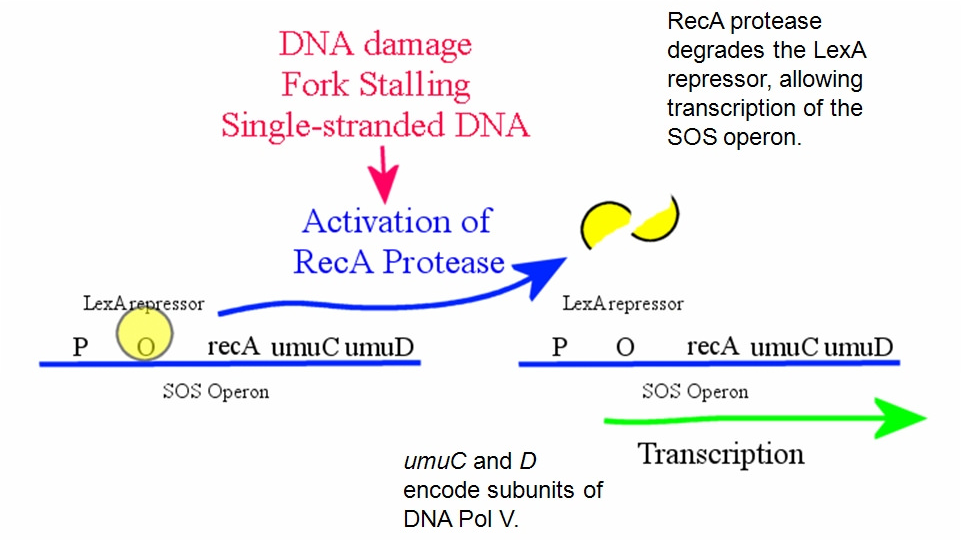 DNA damage
Fork Stalling
Single-stranded DNA
RecA protease
degrades the LexA
repressor, allowing
transcription of the
SOS operon.
Activation of
RecA Protease
LexA repressor
P O recA umuC umuD
SOS Operon
LexA repressor
P O recA umuC umuD
SOS Operon
Transcription
umuC and D
encode subunits of
DNA Pol V.